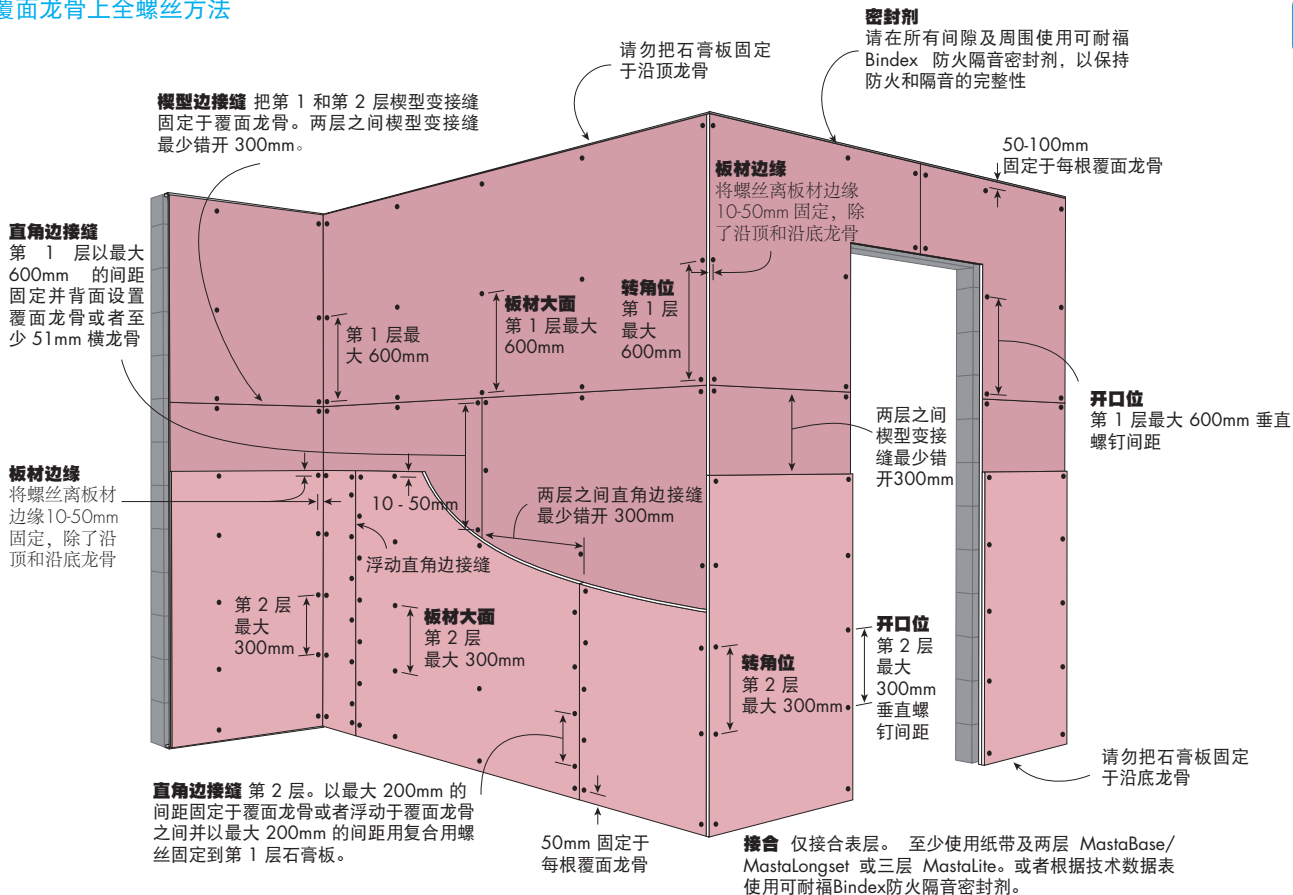 覆面龙骨上全螺丝方法
密封剂
请在所有间隙及周围使用可耐福
Bindex 防火隔音密封剂，以保持
防火和隔音的完整性
请勿把石膏板固定
于沿顶龙骨
楔型边接缝 把第 1 和第 2 层楔型变接缝
固定于覆面龙骨。两层之间楔型变接缝
最少错开 300mm。
50-100mm
固定于每根覆面龙骨
板材边缘
将螺丝离板材边缘
10-50mm 固定，除
了沿顶和沿底龙骨
直角边接缝
第 1 层以最大
600mm 的间距
固定并背面设置
覆面龙骨或者至
少 51mm 横龙骨
转角位
第 1 层
最大
600mm
板材大面
第 1 层最大
600mm
第 1 层最
大 600mm
开口位
第 1 层最大 600mm 垂直
螺钉间距
两层之间
楔型变接
缝最少错
开300mm
板材边缘
将螺丝离板材
边缘10-50mm
固定，除了沿
顶和沿底龙骨
10 - 50mm
两层之间直角边接缝
最少错开 300mm
浮动直角边接缝
第 2 层
最大
300mm
板材大面
第 2 层
最大 300mm
开口位
第 2 层
最大
300mm
垂直螺
钉间距
转角位
第 2 层
最大 300mm
请勿把石膏板固定
于沿底龙骨
直角边接缝 第 2 层。以最大 200mm 的
间距固定于覆面龙骨或者浮动于覆面龙骨
之间并以最大 200mm 的间距用复合用螺
丝固定到第 1 层石膏板。
50mm 固定于
每根覆面龙骨
接合 仅接合表层。 至少使用纸带及两层 MastaBase/
MastaLongset 或三层 MastaLite。或者根据技术数据表
使用可耐福Bindex防火隔音密封剂。